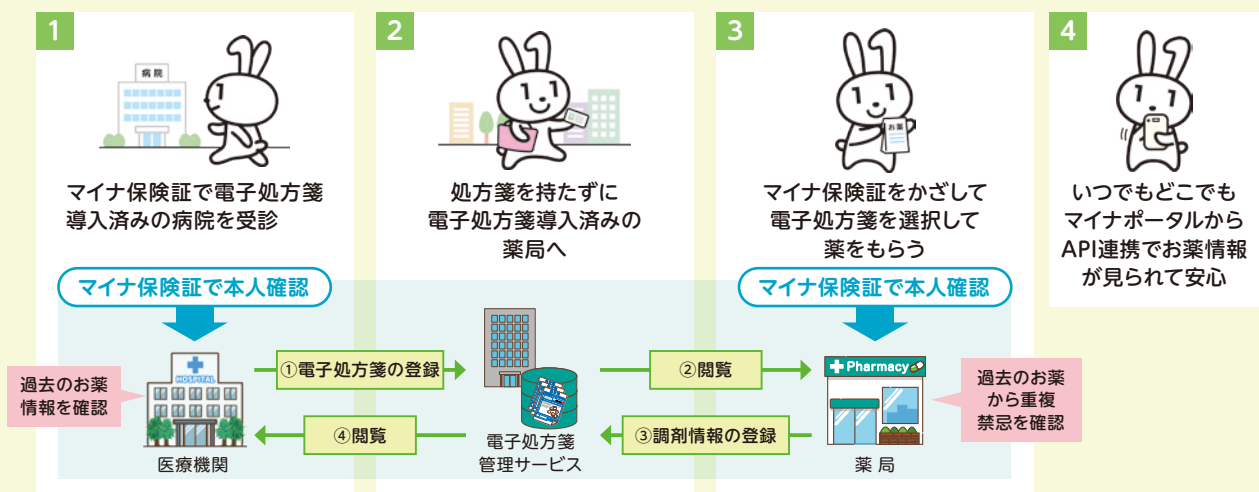 1
病院
マイナ保険証で電子処方箋
導入済みの病院を受診
2
処方箋を持たずに
電子処方箋導入済みの
薬局へ
3
お薬
マイナ保険証をかざして
電子処方箋を選択して
薬をもらう
4
いつでもどこでも
マイナポータルから
API連携でお薬情報
が見られて安心
マイナ保険証で本人確認
マイナ保険証で本人確認
過去のお薬
情報を確認
HOSPITAL
医療機関
①電子処方箋の登録
④閲覧
電子処方箋
管理サービス
②閲覧
③調剤情報の登録
Pharmacy
薬局
過去のお薬
から重複
禁忌を確認